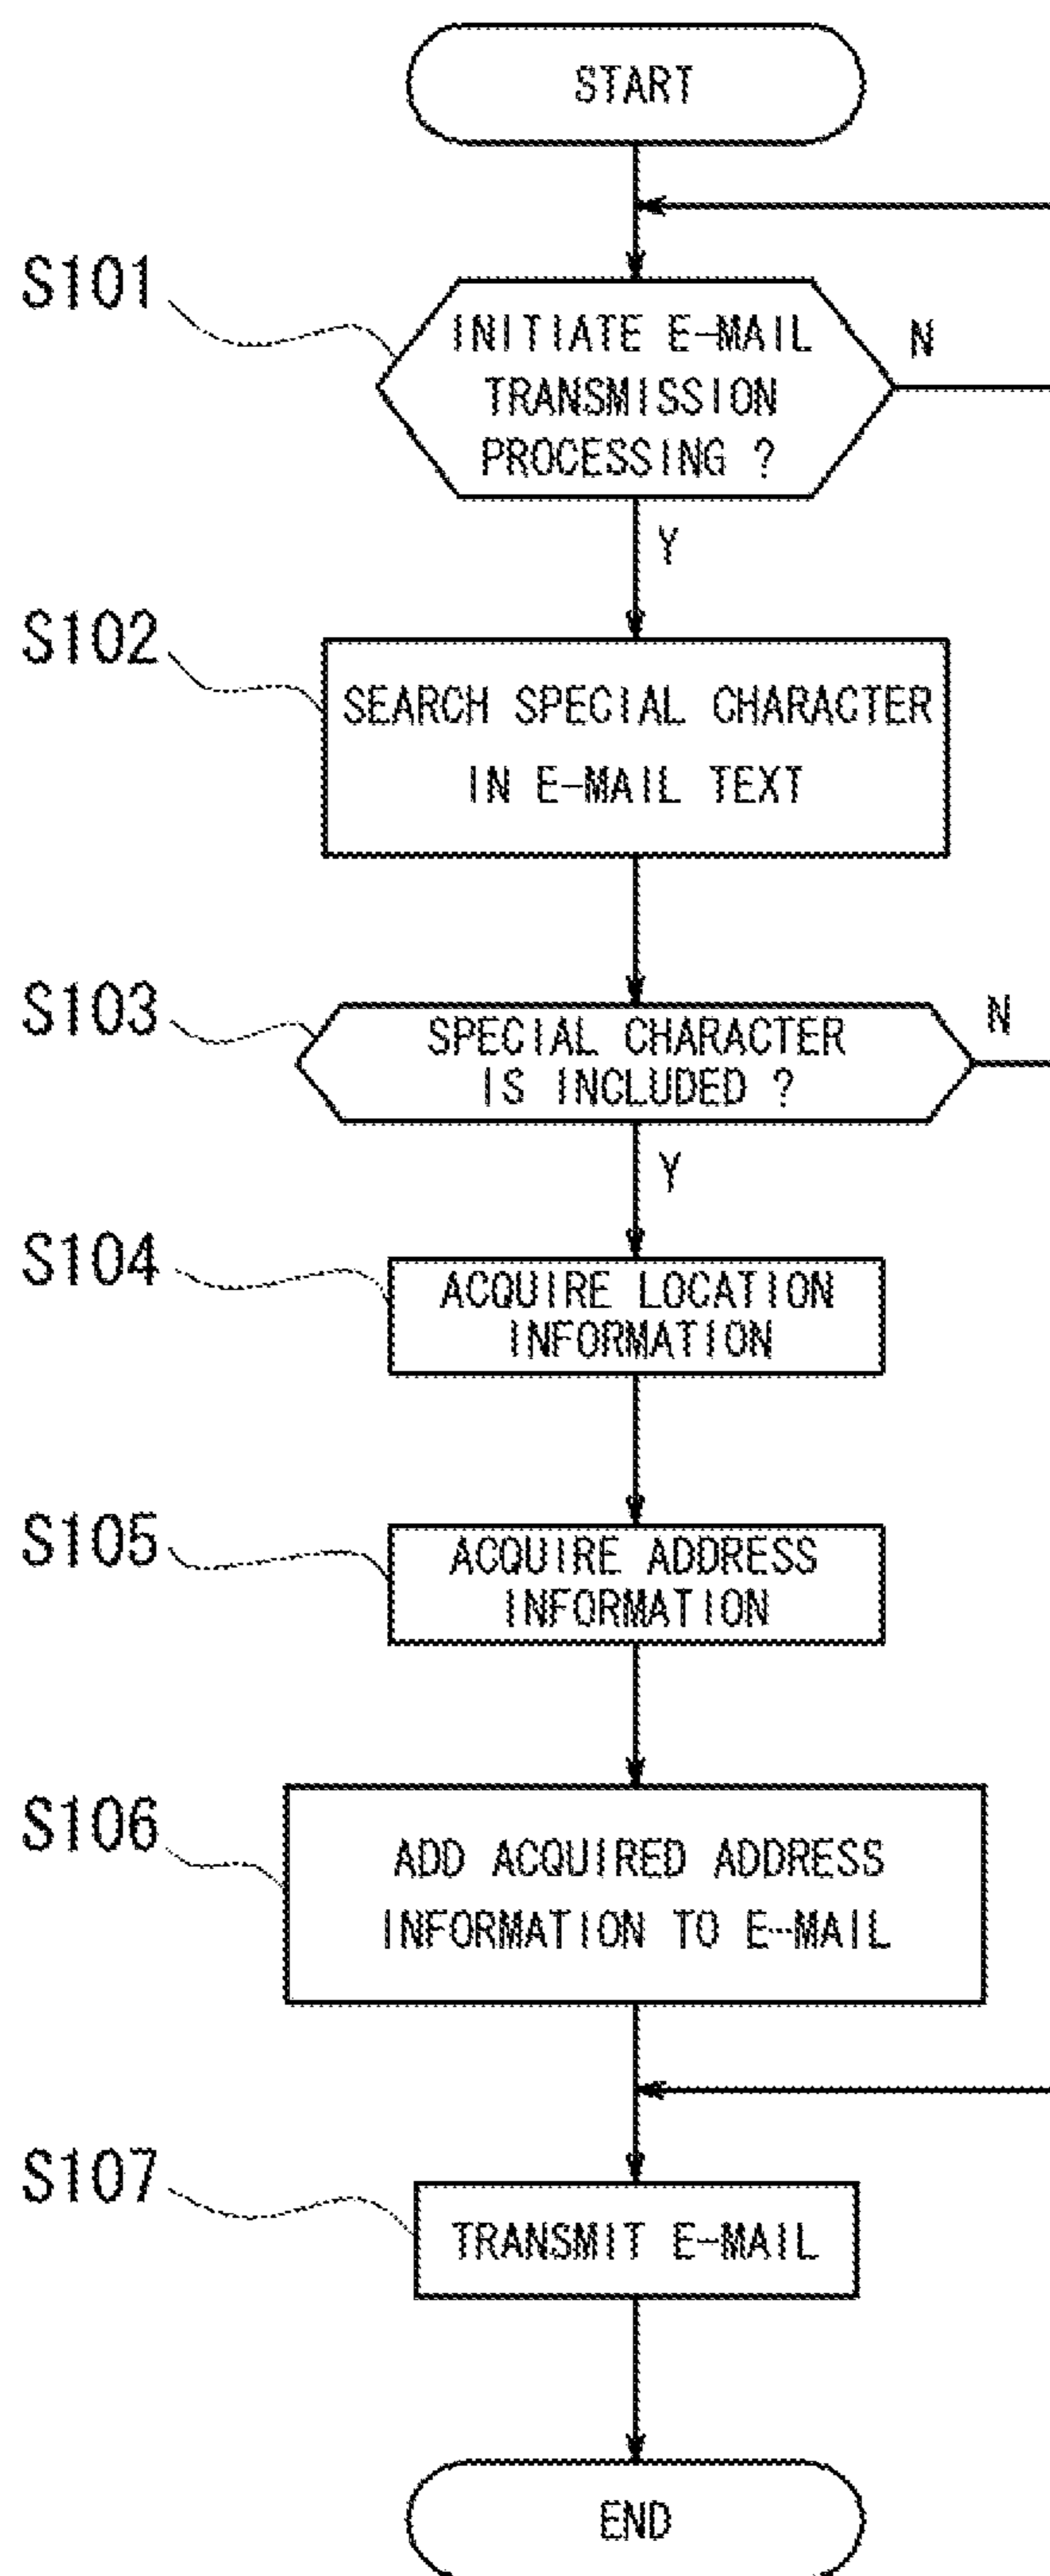 START
S101
INITIATE E-MAIL
TRANSMISSION
PROCESSING ?
N
Y
S102
SEARCH SPECIAL CHARACTER
IN E-MAIL TEXT
S103
SPECIAL CHARACTER
IS INCLUDED ?
N
Y
S104
ACQUIRE LOCATION
INFORMATION
S105
ACQUIRE ADDRESS
INFORMATION
S106
ADD ACQUIRED ADDRESS
INFORMATION TO E-MAIL
S107
TRANSMIT E-MAIL
END